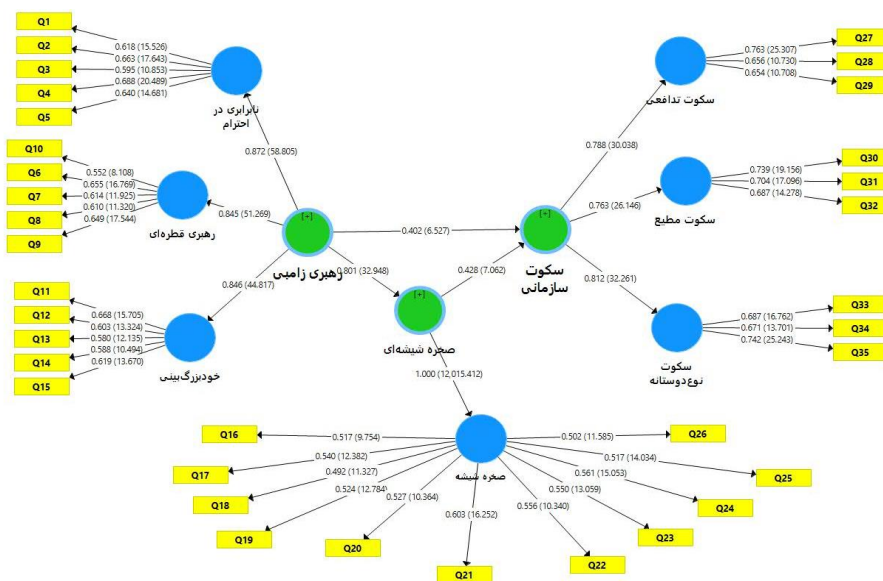 Q1
Q2
Q3
Q4
Q5
0.618 (15.526)
0.663 (17.643)
0.595 (10.853)
0.688 (20.489)
0.640 (14.681)
نابرابری در
احترام
0.872 (58.805)
Q10
Q6
Q7
Q8
Q9
0.552 (8.108)
0.655 (16.769)
0.614 (11.925)
0.610 (11.320)
0.649 (17.544)
رهبری قطره‌ای
0.845 (51.269)
Q11
Q12
Q13
Q14
Q15
0.668 (15.705)
0.603 (13.324)
0.580 (12.135)
0.588 (10.494)
0.619 (13.670)
خودبزرگ‌بینی
0.846 (44.817)
[+]
رهبری زامبی
0.402 (6.527)
0.801 (32.948)
[+]
صخره شیشه‌ای
0.428 (7.062)
1.000 (12,015.412)
[+]
سکوت
سازمانی
0.788 (30.038)
0.763 (26.146)
0.812 (32.261)
سکوت تدافعی
0.763 (25.307)
0.656 (10.730)
0.654 (10.708)
Q27
Q28
Q29
سکوت مطیع
0.739 (19.156)
0.704 (17.096)
0.687 (14.278)
Q30
Q31
Q32
سکوت
نوع‌دوستانه
0.687 (16.762)
0.671 (13.701)
0.742 (25.243)
Q33
Q34
Q35
صخره شیشه
0.517 (9.754)
0.540 (12.382)
0.492 (11.327)
0.524 (12.784)
0.527 (10.364)
0.603 (16.252)
0.556 (10.340)
0.550 (13.059)
0.561 (15.053)
0.517 (14.034)
0.502 (11.585)
Q16
Q17
Q18
Q19
Q20
Q21
Q22
Q23
Q24
Q25
Q26